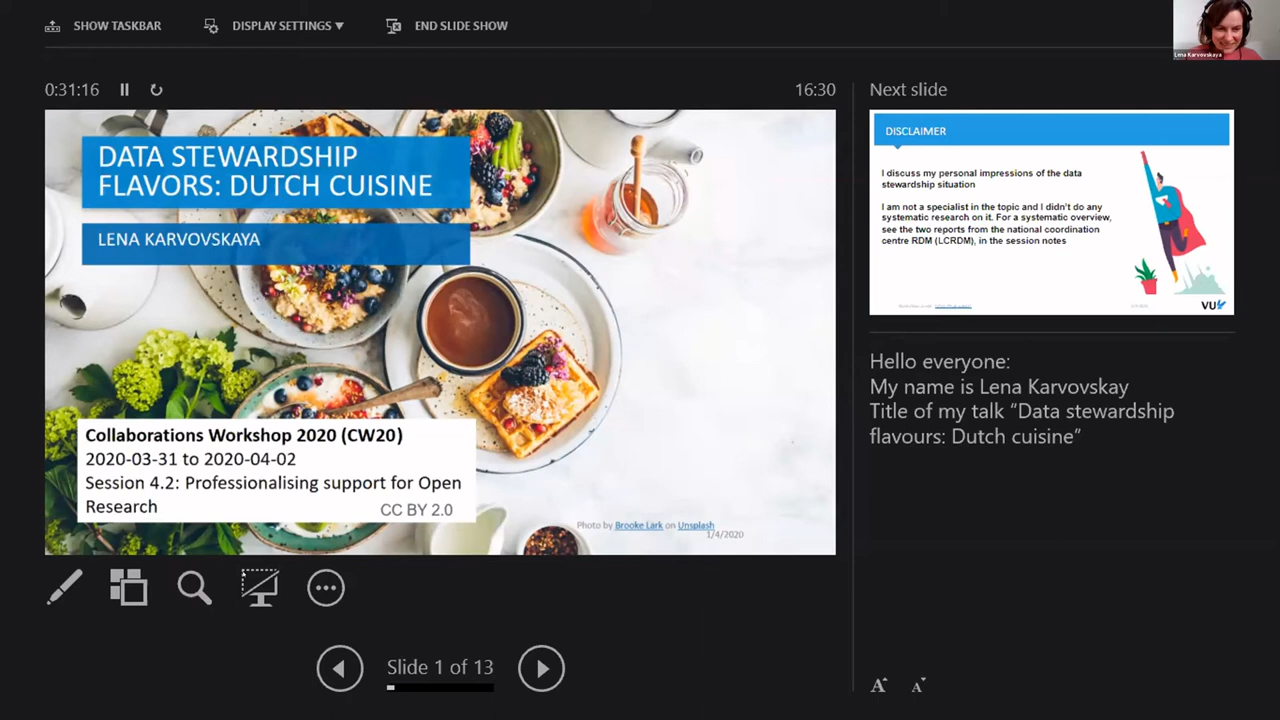 SHOW TASKBAR
DISPLAY SETTINGS
END SLIDE SHOW
Lena Karvovskaya
0:31:16
16:30
Next slide
DATA STEWARDSHIP
FLAVORS: DUTCH CUISINE
LENA KARVOVSKAYA
Collaborations Workshop 2020 (CW20)
2020-03-31 to 2020-04-02
Session 4.2: Professionalising support for Open
Research
CC BY 2.0
Photo by Brooke Lark on Unsplash
1/4/2020
DISCLAIMER
I discuss my personal impressions of the data
stewardship situation
I am not a specialist in the topic and I didn't do any
systematic research on it. For a systematic overview,
see the two reports from the national coordination
centre RDM (LCRDM), in the session notes
VU
Hello everyone:
My name is Lena Karvovskay
Title of my talk "Data stewardship
flavours: Dutch cuisine"
Slide 1 of 13
A
A